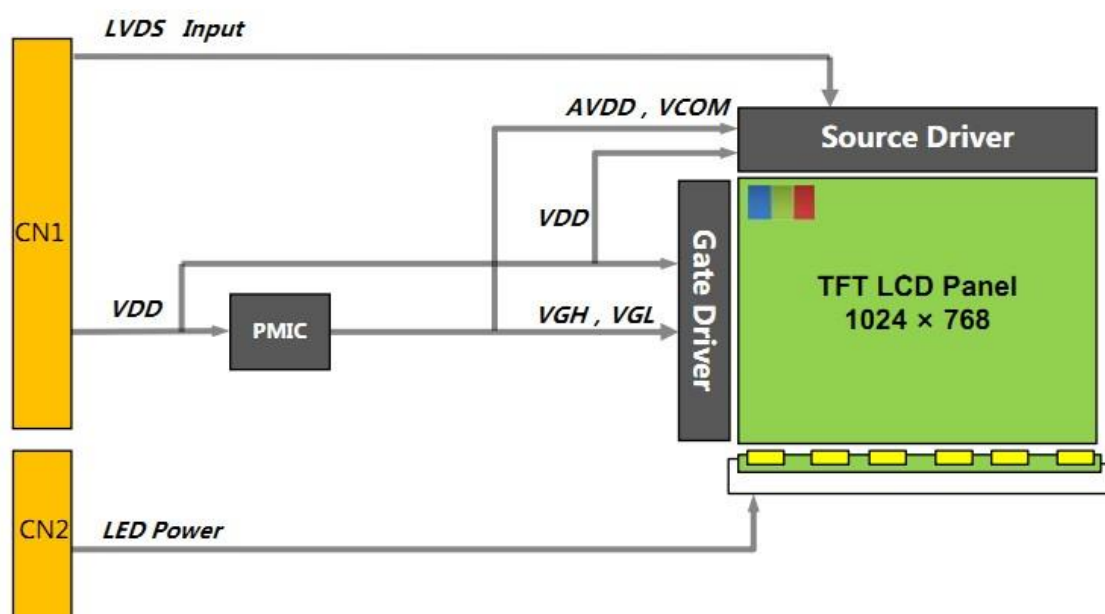 LVDS Input
AVDD , VCOM
Source Driver
CN1
VDD
Gate Driver
TFT LCD Panel
1024 × 768
VDD
PMIC
VGH , VGL
CN2
LED Power